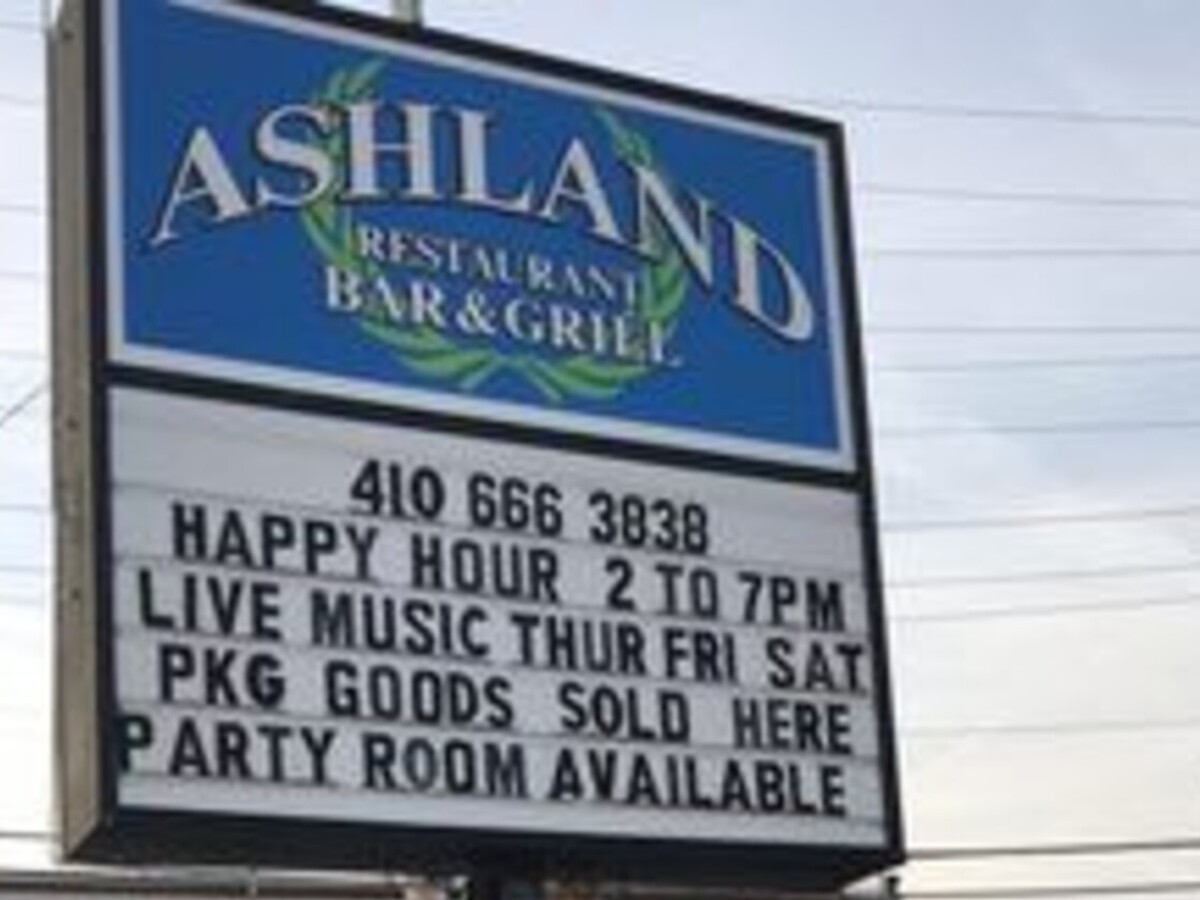 ASHLAND
RESTAURANT
BAR & GRILL
410 666 3838
HAPPY HOUR 2 TO 7PM
LIVE MUSIC THUR FRI SAT
PKG GOODS SOLD HERE
PARTY ROOM AVAILABLE